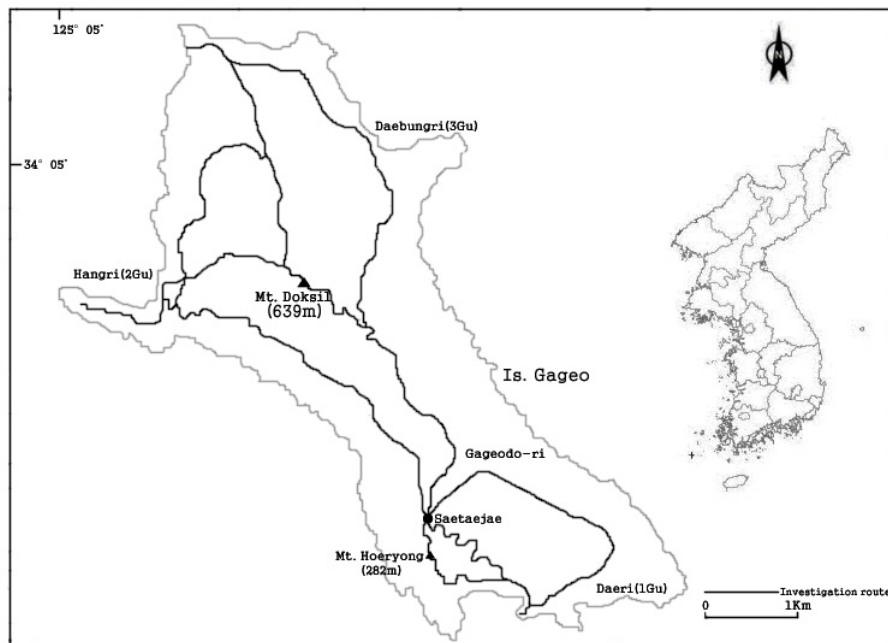 125° 05′
N
Daebungri(3Gu)
34° 05′
Hangri(2Gu)
Mt. Doksil
(639m)
Is. Gageo
Gageodo-ri
Saetaejae
Mt. Hoeryong
(282m)
Daeri(1Gu)
Investigation route
0 1Km